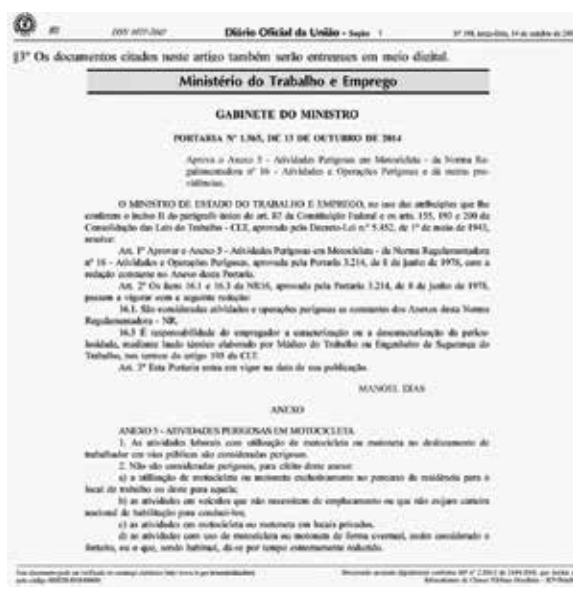 ISSN 1677-7042
Diário Oficial da União - Seção 1
Nº 198, terça-feira, 14 de outubro de
§3º Os documentos citados neste artigo também serão entregues em meio digital.
Ministério do Trabalho e Emprego
GABINETE DO MINISTRO
PORTARIA Nº 1.565, DE 13 DE OUTUBRO DE 2014
Aprova o Anexo 5 - Atividades Perigosas em Motocicleta - da Norma Re-
gulamentadora nº 16 - Atividades e Operações Perigosas e dá outras pro-
vidências.
O MINISTRO DE ESTADO DO TRABALHO E EMPREGO, no uso das atribuições que lhe
conferem o inciso II do parágrafo único do art. 87 da Constituição Federal e os arts. 155, 193 e 200 da
Consolidação das Leis do Trabalho - CLT, aprovada pelo Decreto-Lei n.º 5.452, de 1º de maio de 1943,
resolve:
Art. 1º Aprovar o Anexo 5 - Atividades Perigosas em Motocicleta - da Norma Regulamentadora
nº 16 - Atividades e Operações Perigosas, aprovada pela Portaria 3.214, de 8 de junho de 1978, com a
redação constante no Anexo desta Portaria.
Art. 2º Os itens 16.1 e 16.3 da NR16, aprovada pela Portaria 3.214, de 8 de junho de 1978,
passam a vigorar com a seguinte redação:
16.1. São consideradas atividades e operações perigosas as constantes dos Anexos desta Norma
Regulamentadora - NR.
16.3 É responsabilidade do empregador a caracterização ou a descaracterização da pericu-
losidade, mediante laudo técnico elaborado por Médico do Trabalho ou Engenheiro de Segurança do
Trabalho, nos termos do artigo 195 da CLT.
Art. 3º Esta Portaria entra em vigor na data de sua publicação.
MANOEL DIAS
ANEXO
ANEXO 5 - ATIVIDADES PERIGOSAS EM MOTOCICLETA
1. As atividades laborais com utilização de motocicleta ou motoneta no deslocamento de
trabalhador em vias públicas são consideradas perigosas.
2. Não são consideradas perigosas, para efeito deste anexo:
a) a utilização de motocicleta ou motoneta exclusivamente no percurso da residência para o
local de trabalho ou deste para aquela;
b) as atividades em veículos que não necessitem de emplacamento ou que não exijam carteira
nacional de habilitação para conduzi-los;
c) as atividades em motocicleta ou motoneta em locais privados.
d) as atividades com uso de motocicleta ou motoneta de forma eventual, assim considerado o
fortuito, ou o que, sendo habitual, dá-se por tempo extremamente reduzido.